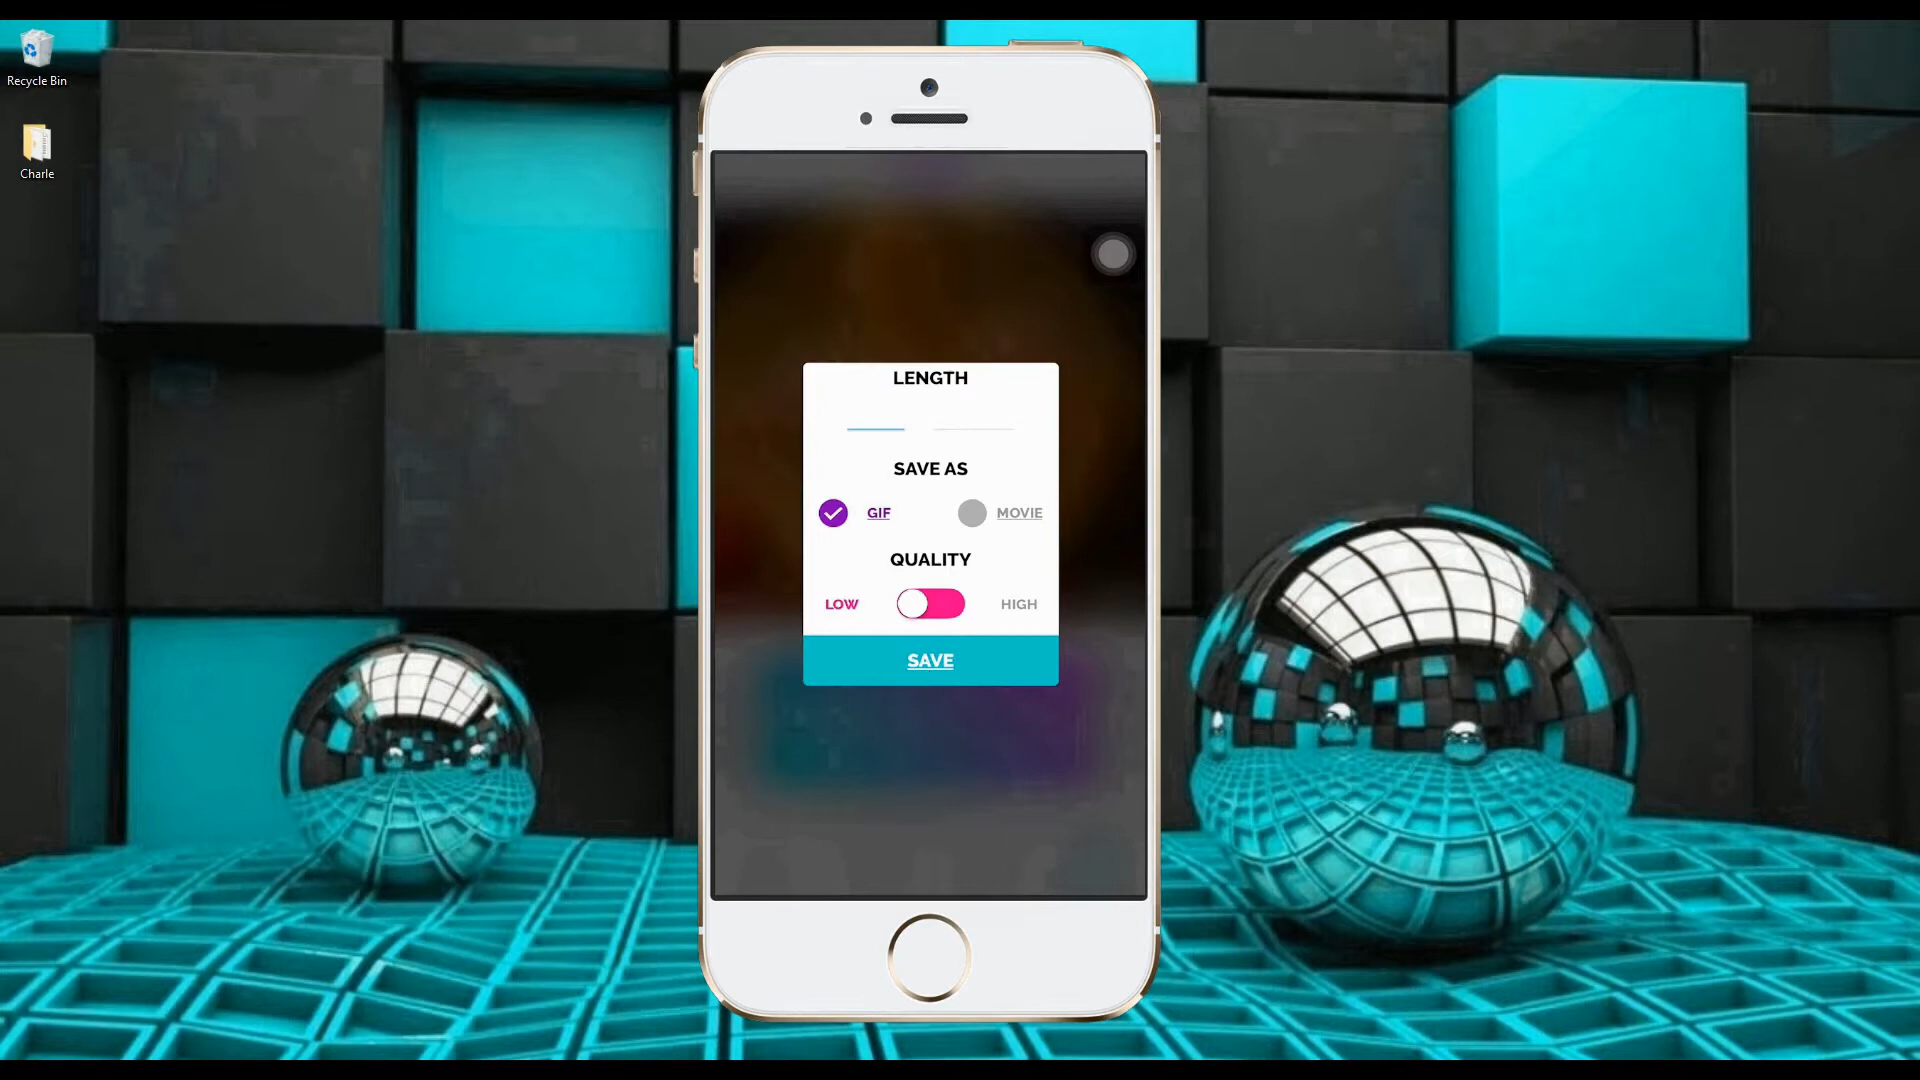 Recycle Bin
Charle
LENGTH
SAVE AS
GIF MOVIE
QUALITY
LOW HIGH
SAVE